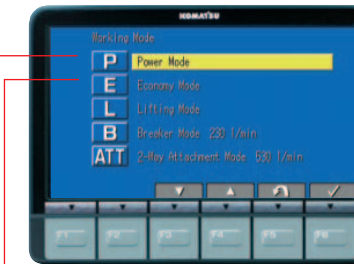 KOMATSU
Working Mode
P Power Mode
E Economy Mode
L Lifting Mode
B Breaker Mode 230 l/min
ATT 2-Way Attachment Mode 530 l/min
F1 F2 F3 F4 F5 F6